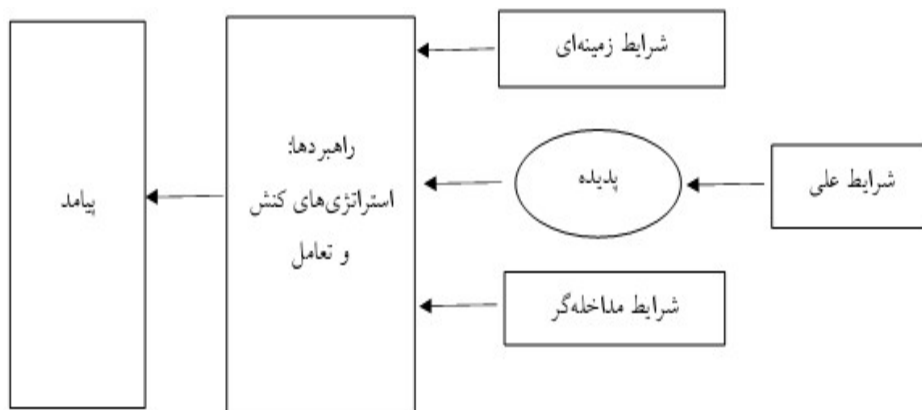 شرایط زمینه‌ای
شرایط علی
پدیده
شرایط مداخله‌گر
راهبردها:
استراتژی‌های کنش
و تعامل
پیامد